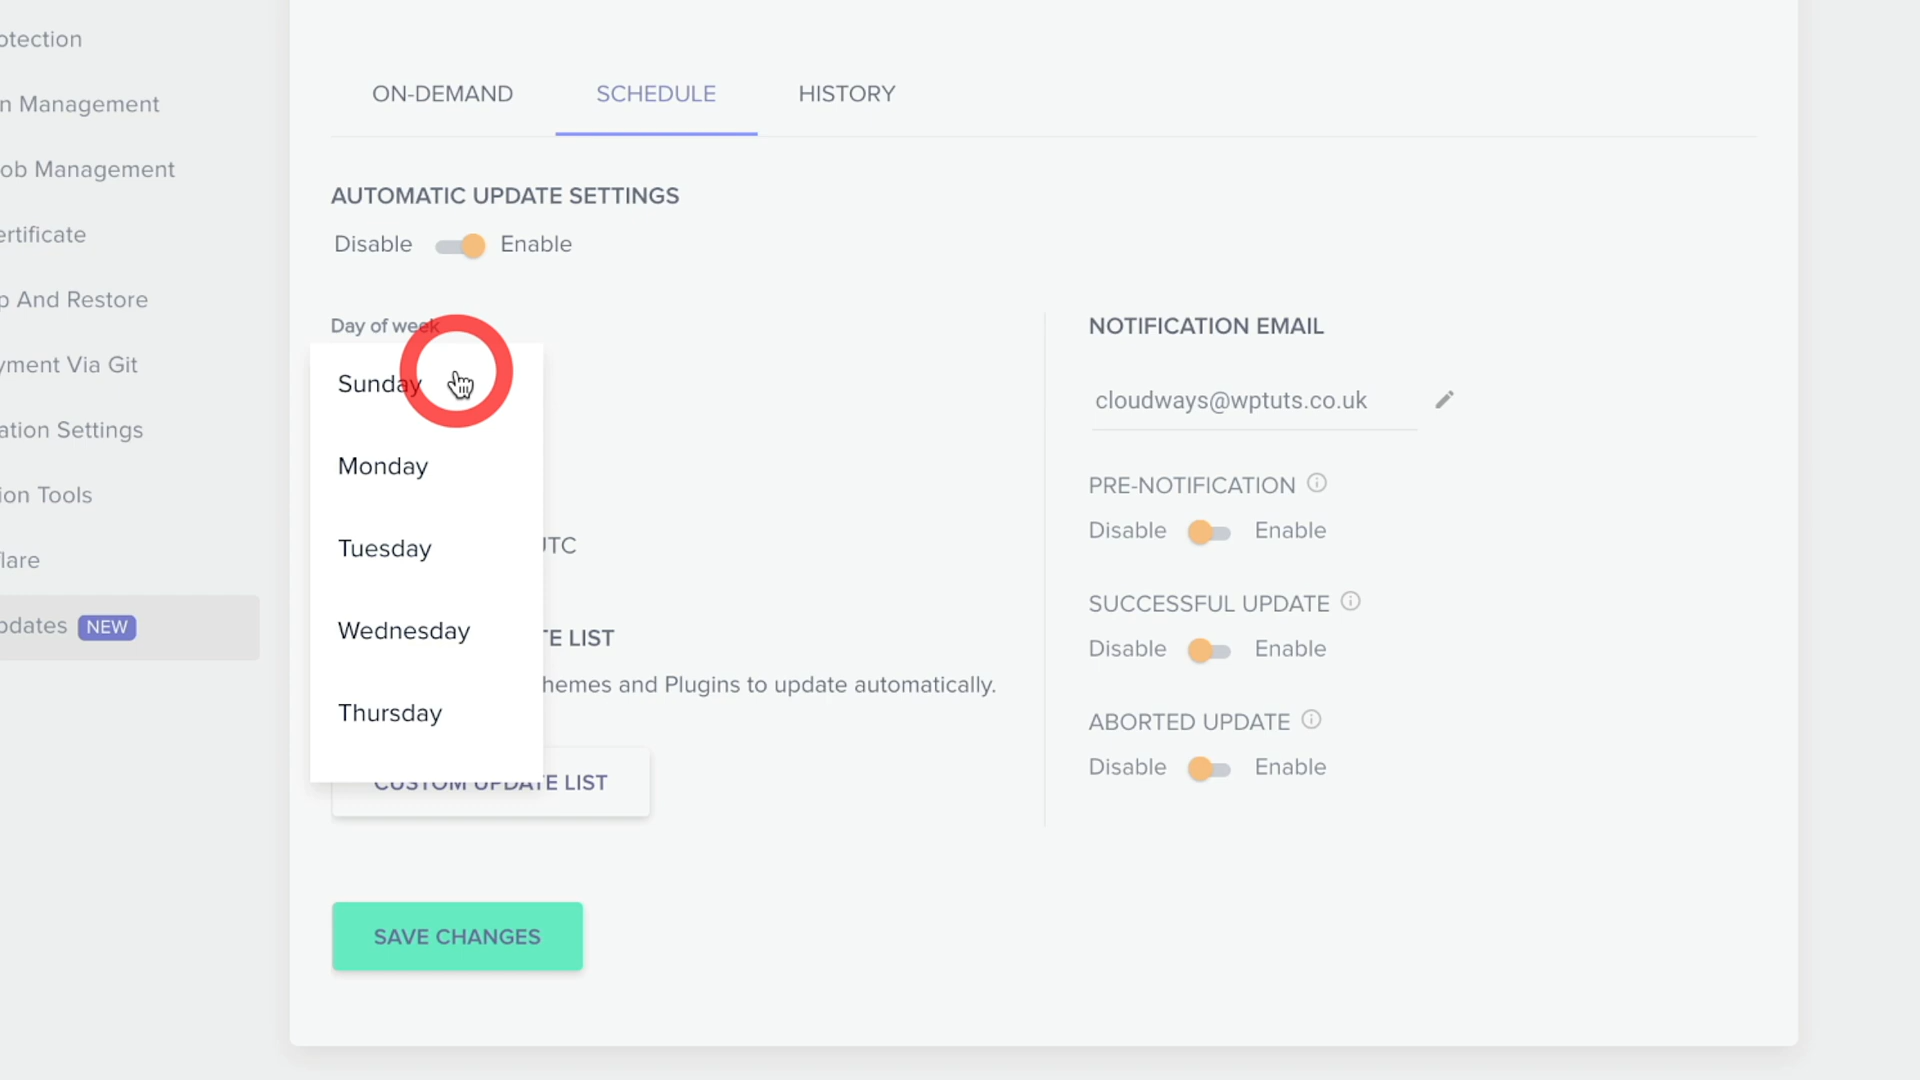 otection
n Management
ob Management
ertificate
p And Restore
yment Via Git
ation Settings
ion Tools
lare
pdates NEW
ON-DEMAND SCHEDULE HISTORY
AUTOMATIC UPDATE SETTINGS
Disable Enable
Day of week
Sunday
Monday
Tuesday
Wednesday
Thursday
UTC
TE LIST
hemes and Plugins to update automatically.
CUSTOM UPDATE LIST
SAVE CHANGES
NOTIFICATION EMAIL
cloudways@wptuts.co.uk
PRE-NOTIFICATION
Disable Enable
SUCCESSFUL UPDATE
Disable Enable
ABORTED UPDATE
Disable Enable